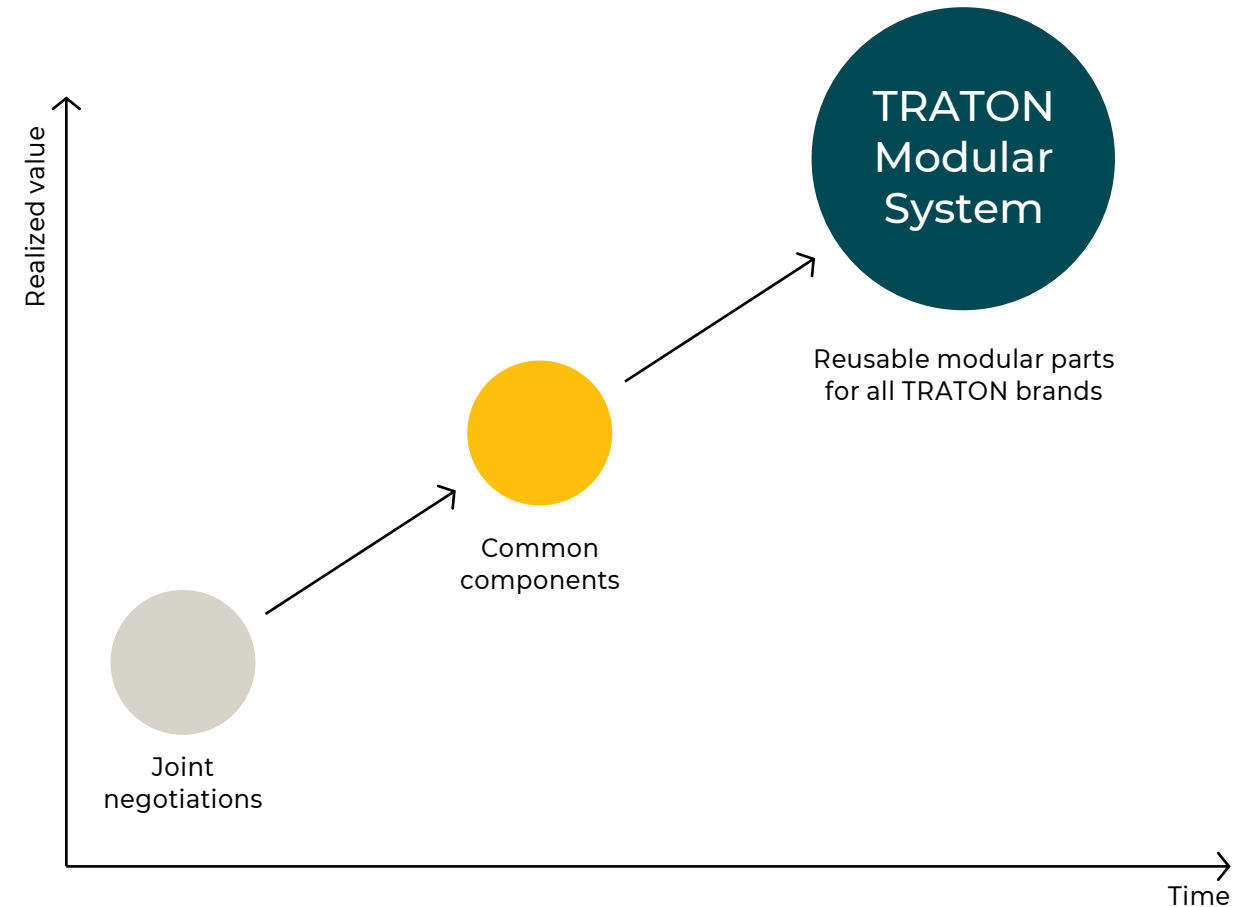 Realized value
TRATON
Modular
System
Reusable modular parts
for all TRATON brands
Common
components
Joint
negotiations
Time